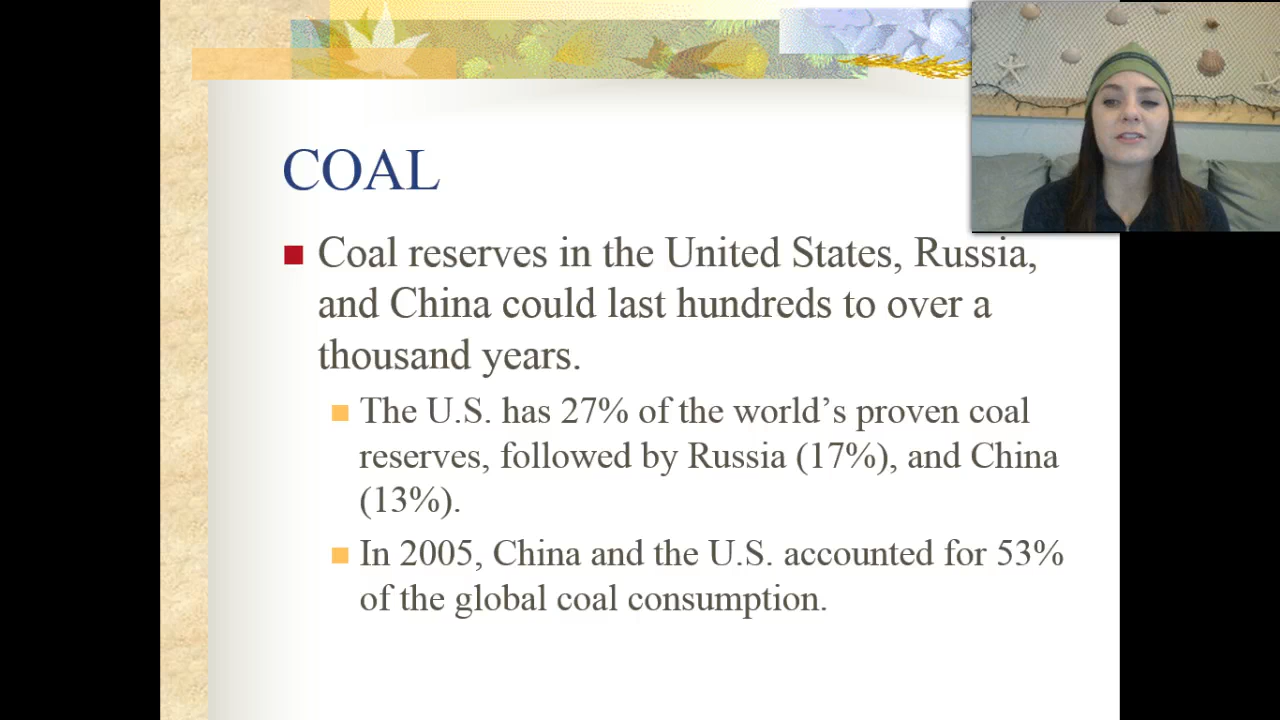 COAL
Coal reserves in the United States, Russia,
and China could last hundreds to over a
thousand years.
The U.S. has 27% of the world’s proven coal
reserves, followed by Russia (17%), and China
(13%).
In 2005, China and the U.S. accounted for 53%
of the global coal consumption.